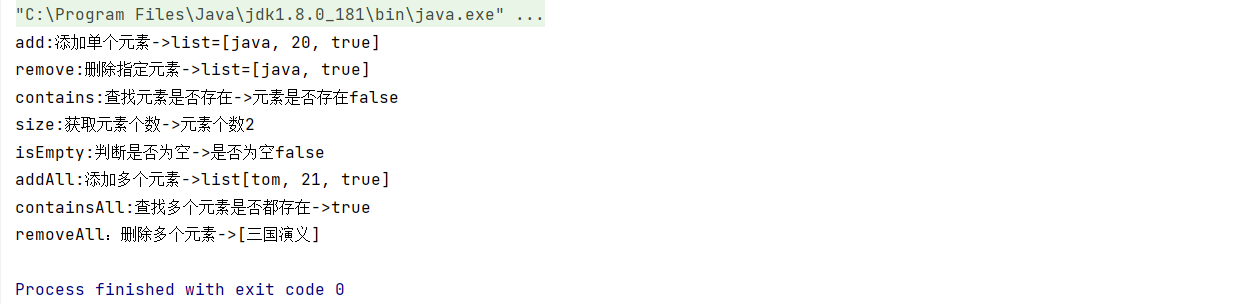 "C:\Program Files\Java\jdk1.8.0_181\bin\java.exe" ...
add:添加单个元素->list=[java, 20, true]
remove:删除指定元素->list=[java, true]
contains:查找元素是否存在->元素是否存在false
size:获取元素个数->元素个数2
isEmpty:判断是否为空->是否为空false
addAll:添加多个元素->list[tom, 21, true]
containsAll:查找多个元素是否都存在->true
removeAll：删除多个元素->[三国演义]
Process finished with exit code 0